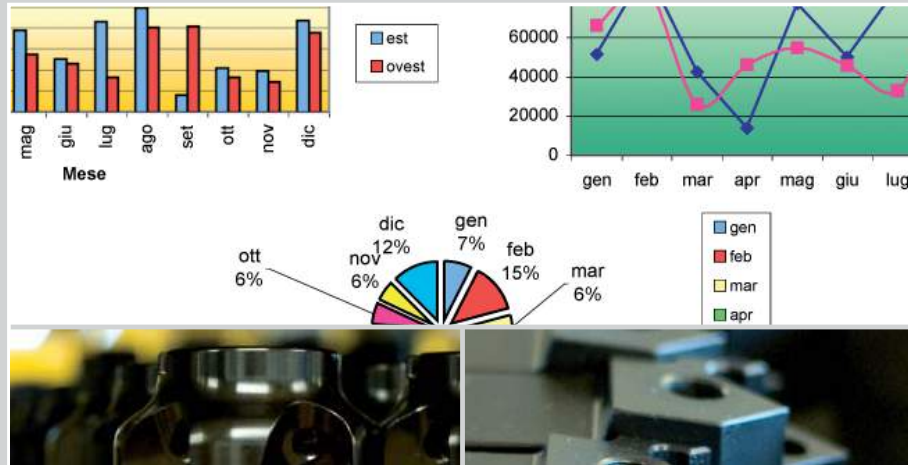 est
ovest
mag giu lug ago set ott nov dic
Mese
60000
40000
20000
0
gen feb mar apr mag giu lug
dic
12%
gen
7%
feb
15%
mar
6%
nov
6%
ott
6%
gen
feb
mar
apr